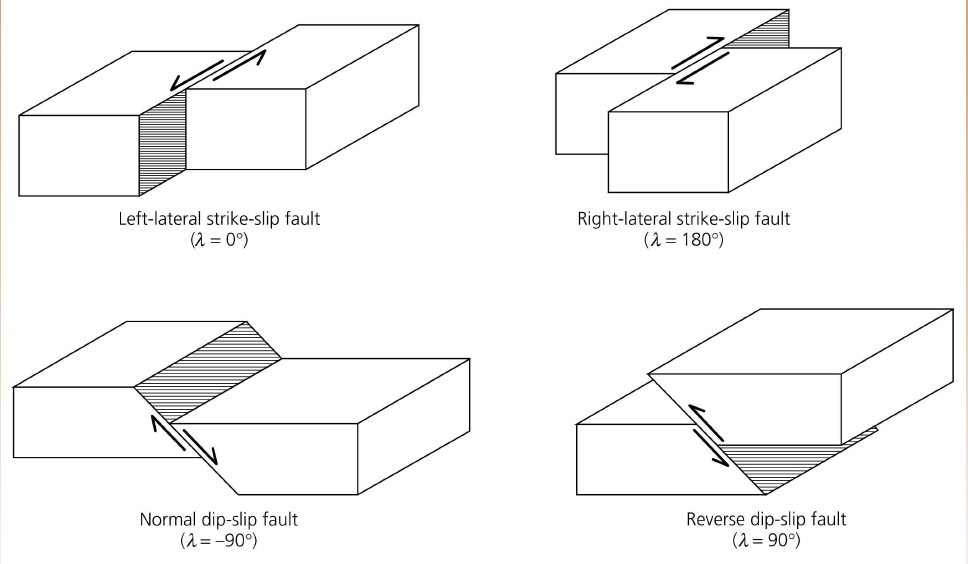 Left-lateral strike-slip fault
(λ = 0°)
Right-lateral strike-slip fault
(λ = 180°)
Normal dip-slip fault
(λ = –90°)
Reverse dip-slip fault
(λ = 90°)